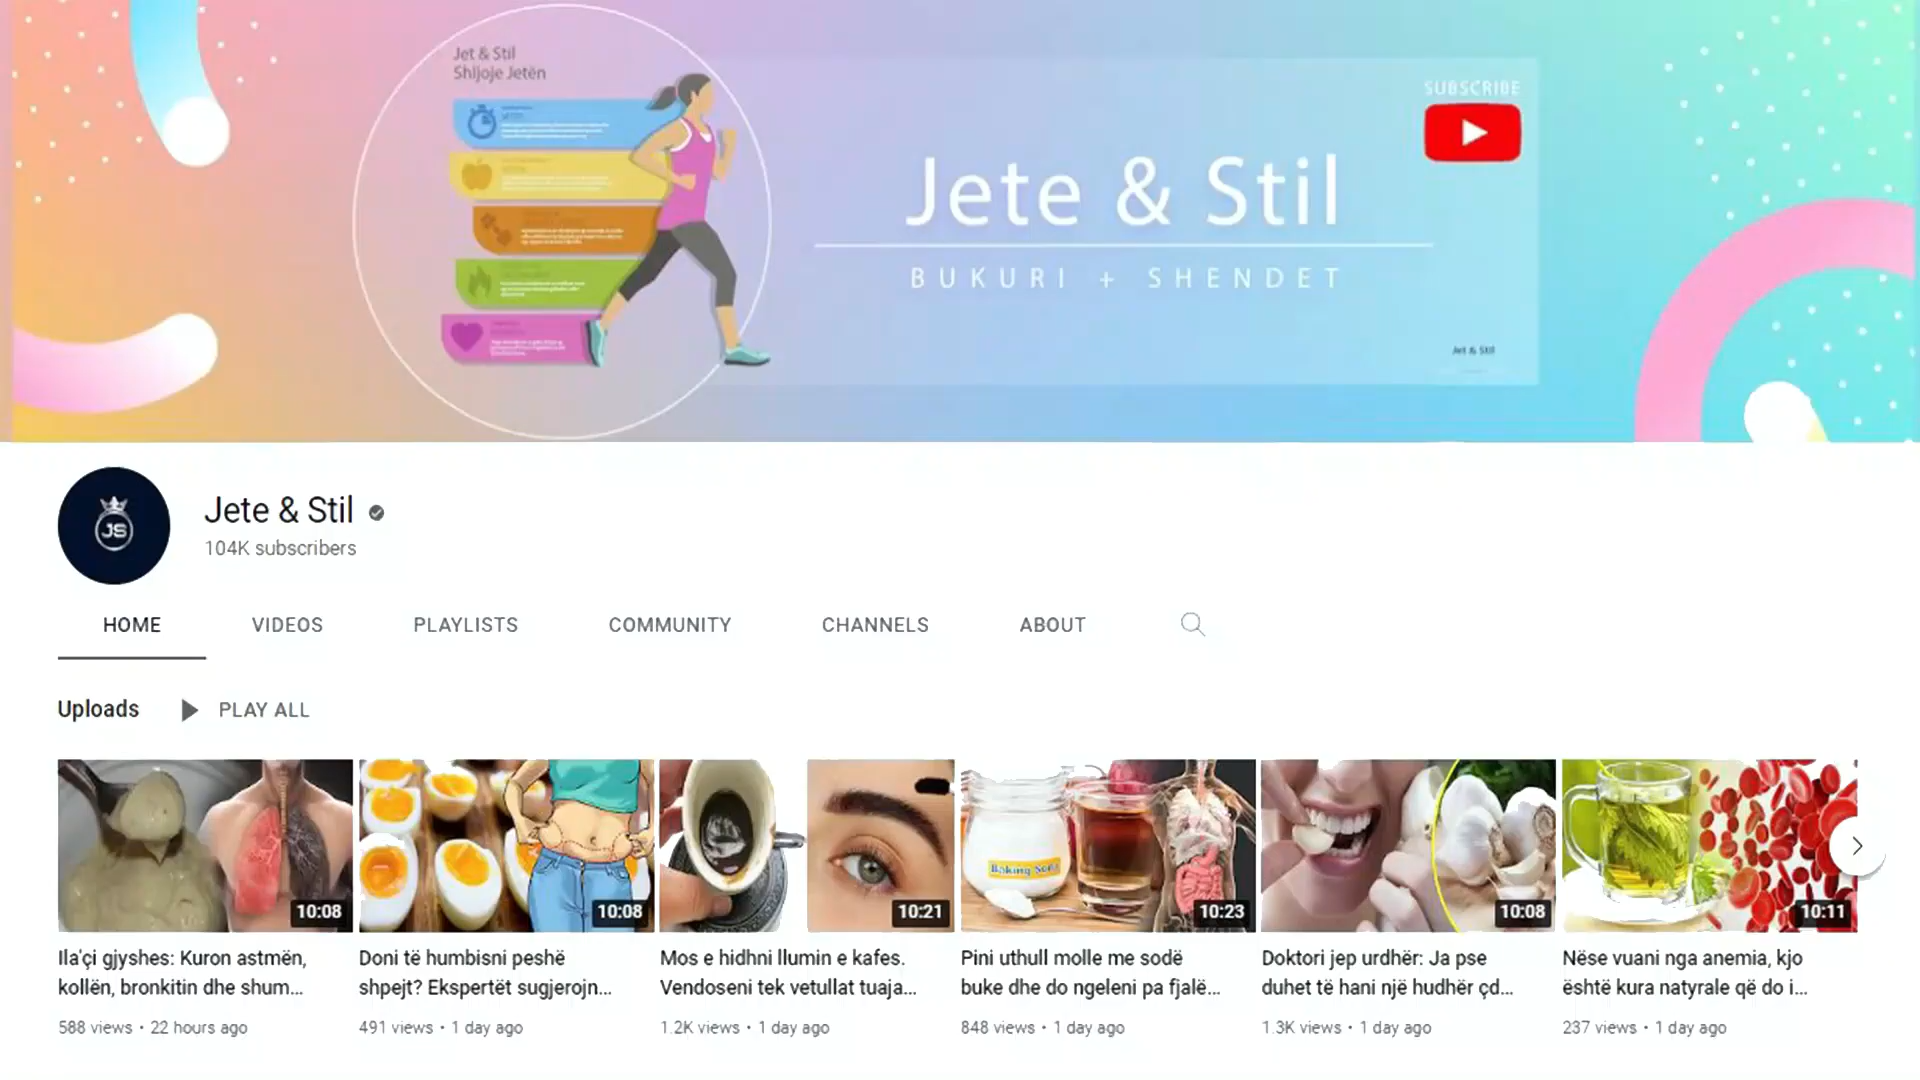 Jet & Stil
Shijoje Jetën
SUBSCRIBE
Jete & Stil
BUKURI + SHENDET
Jet & Stil
JS
Jete & Stil
104K subscribers
HOME VIDEOS PLAYLISTS COMMUNITY CHANNELS ABOUT
Uploads PLAY ALL
Baking Soda
10:08 10:08 10:21 10:23 10:08 10:11
Ila'çi gjyshes: Kuron astmën,
kollën, bronkitin dhe shum...
588 views • 22 hours ago
Doni të humbisni peshë
shpejt? Ekspertët sugjerojn...
491 views • 1 day ago
Mos e hidhni llumin e kafes.
Vendoseni tek vetullat tuaja...
1.2K views • 1 day ago
Pini uthull molle me sodë
buke dhe do ngeleni pa fjalë...
848 views • 1 day ago
Doktori jep urdhër: Ja pse
duhet të hani një hudhër çd...
1.3K views • 1 day ago
Nëse vuani nga anemia, kjo
është kura natyrale që do i...
237 views • 1 day ago